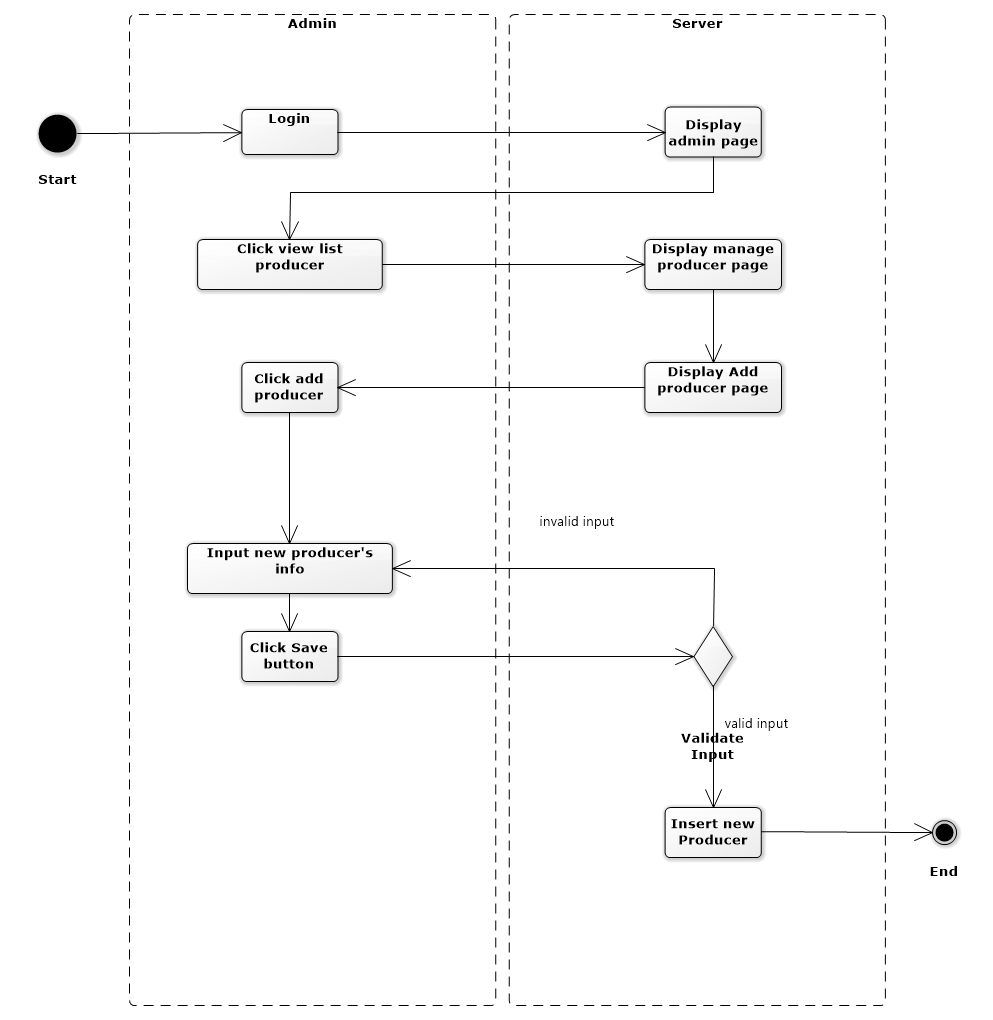 Admin
Server
Login
Display
admin page
Start
Click view list
producer
Display manage
producer page
Click add
producer
Display Add
producer page
invalid input
Input new producer's
info
Click Save
button
valid input
Validate
Input
Insert new
Producer
End